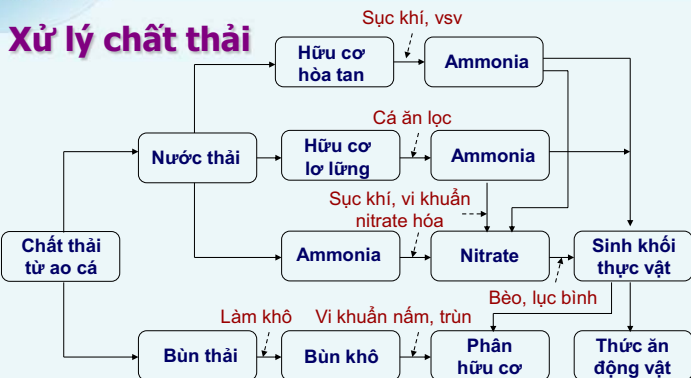 Xử lý chất thải
Sục khí, vsv
Hữu cơ
hòa tan
Ammonia
Cá ăn lọc
Nước thải
Hữu cơ
lơ lững
Ammonia
Sục khí, vi khuẩn
nitrate hóa
Chất thải
từ ao cá
Ammonia
Nitrate
Sinh khối
thực vật
Bèo, lục bình
Làm khô
Vi khuẩn nấm, trùn
Bùn thải
Bùn khô
Phân
hữu cơ
Thức ăn
động vật